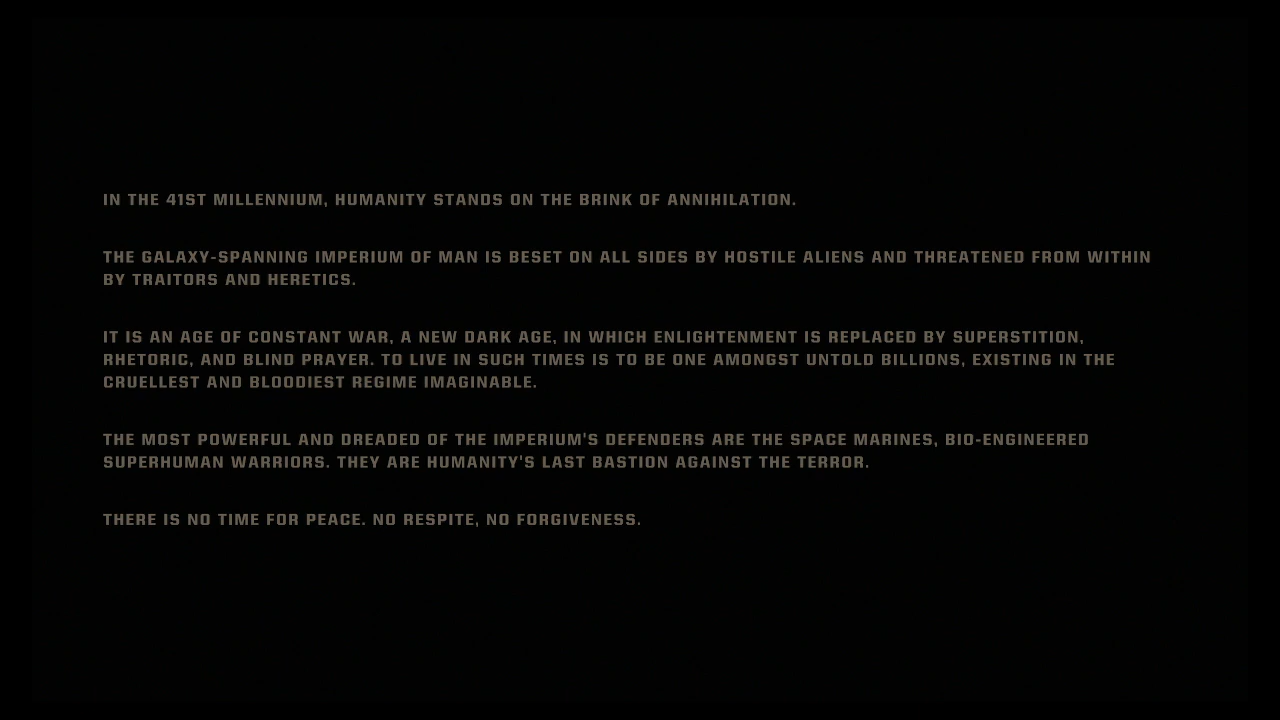 IN THE 41ST MILLENNIUM, HUMANITY STANDS ON THE BRINK OF ANNIHILATION.
THE GALAXY-SPANNING IMPERIUM OF MAN IS BESET ON ALL SIDES BY HOSTILE ALIENS AND THREATENED FROM WITHIN
BY TRAITORS AND HERETICS.
IT IS AN AGE OF CONSTANT WAR, A NEW DARK AGE, IN WHICH ENLIGHTENMENT IS REPLACED BY SUPERSTITION,
RHETORIC, AND BLIND PRAYER. TO LIVE IN SUCH TIMES IS TO BE ONE AMONGST UNTOLD BILLIONS, EXISTING IN THE
CRUELLEST AND BLOODIEST REGIME IMAGINABLE.
THE MOST POWERFUL AND DREADED OF THE IMPERIUM'S DEFENDERS ARE THE SPACE MARINES, BIO-ENGINEERED
SUPERHUMAN WARRIORS. THEY ARE HUMANITY'S LAST BASTION AGAINST THE TERROR.
THERE IS NO TIME FOR PEACE. NO RESPITE, NO FORGIVENESS.